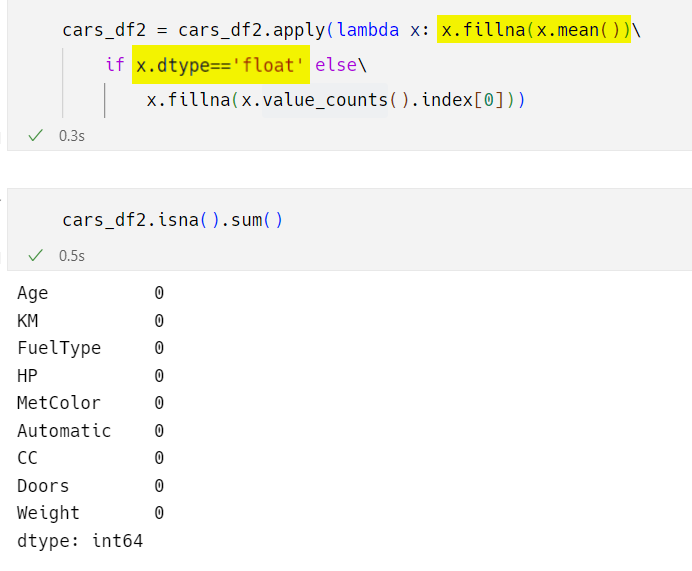 cars_df2 = cars_df2.apply(lambda x: x.fillna(x.mean())\
if x.dtype=='float' else\
x.fillna(x.value_counts().index[0]))
0.3s
cars_df2.isna().sum()
0.5s
Age 0
KM 0
FuelType 0
HP 0
MetColor 0
Automatic 0
CC 0
Doors 0
Weight 0
dtype: int64